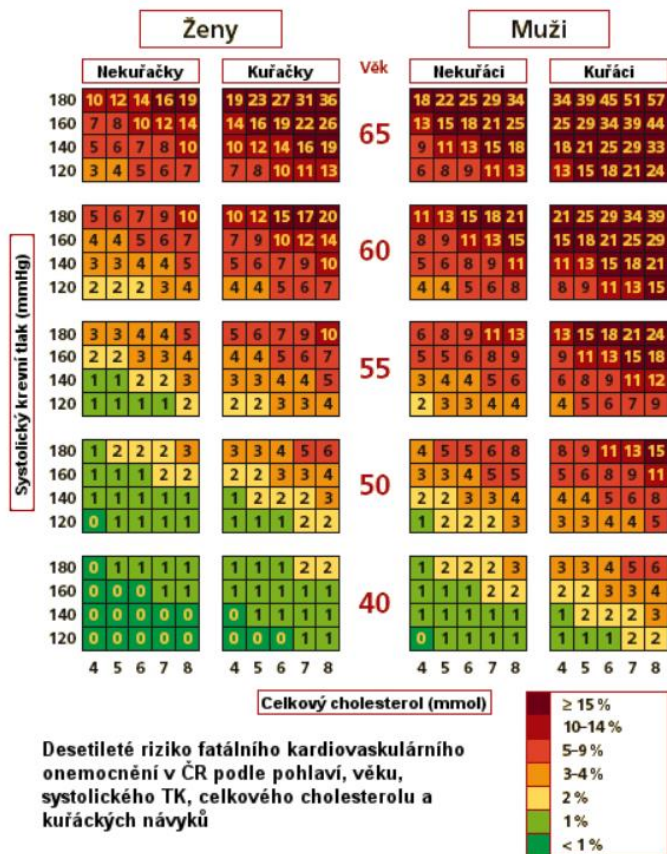 Ženy Muži
Nekuřačky Kuřačky Věk Nekuřáci Kuřáci
180 10 12 14 16 19 19 23 27 31 36 18 22 25 29 34 34 39 45 51 57
160 7 8 10 12 14 14 16 19 22 26 13 15 18 21 25 25 29 34 39 44
65
140 5 6 7 8 10 10 12 14 16 19 9 11 13 15 18 18 21 25 29 33
120 3 4 5 6 7 7 8 10 11 13 6 8 9 11 13 13 15 18 21 24
180 5 6 7 9 10 10 12 15 17 20 11 13 15 18 21 21 25 29 34 39
160 4 4 5 6 7 7 9 10 12 14 8 9 11 13 15 15 18 21 25 29
60
140 3 3 4 4 5 5 6 7 9 10 5 6 8 9 11 11 13 15 18 21
120 2 2 2 3 4 4 4 5 6 7 4 4 5 6 8 8 9 11 13 15
Systolický krevní tlak (mmHg)
180 3 3 4 4 5 5 6 7 9 10 6 8 9 11 13 13 15 18 21 24
160 2 2 3 3 4 4 4 5 6 7 5 5 6 8 9 9 11 13 15 18
55
140 1 1 2 2 3 3 3 4 4 5 3 4 4 5 6 6 8 9 11 12
120 1 1 1 1 2 2 2 3 3 4 2 3 3 4 4 4 5 6 7 9
180 1 2 2 2 3 3 3 4 5 6 4 5 5 6 8 8 9 11 13 15
160 1 1 1 2 2 2 2 3 3 4 3 3 4 5 5 5 6 8 9 11
50
140 1 1 1 1 1 1 2 2 2 3 2 2 3 3 4 4 4 5 6 8
120 0 1 1 1 1 1 1 1 2 2 1 2 2 2 3 3 3 4 4 5
180 0 1 1 1 1 1 1 1 2 2 1 2 2 2 3 3 3 4 5 6
160 0 0 0 1 1 1 1 1 1 1 1 1 1 2 2 2 2 3 3 4
40
140 0 0 0 0 0 0 1 1 1 1 1 1 1 1 1 1 2 2 2 3
120 0 0 0 0 0 0 0 0 1 1 0 1 1 1 1 1 1 1 2 2
4 5 6 7 8 4 5 6 7 8 4 5 6 7 8 4 5 6 7 8
Celkový cholesterol (mmol)
Desetileté riziko fatálního kardiovaskulárního
onemocnění v ČR podle pohlaví, věku,
systolického TK, celkového cholesterolu a
kuřáckých návyků
≥ 15 %
10–14 %
5–9 %
3–4 %
2 %
1 %
< 1 %